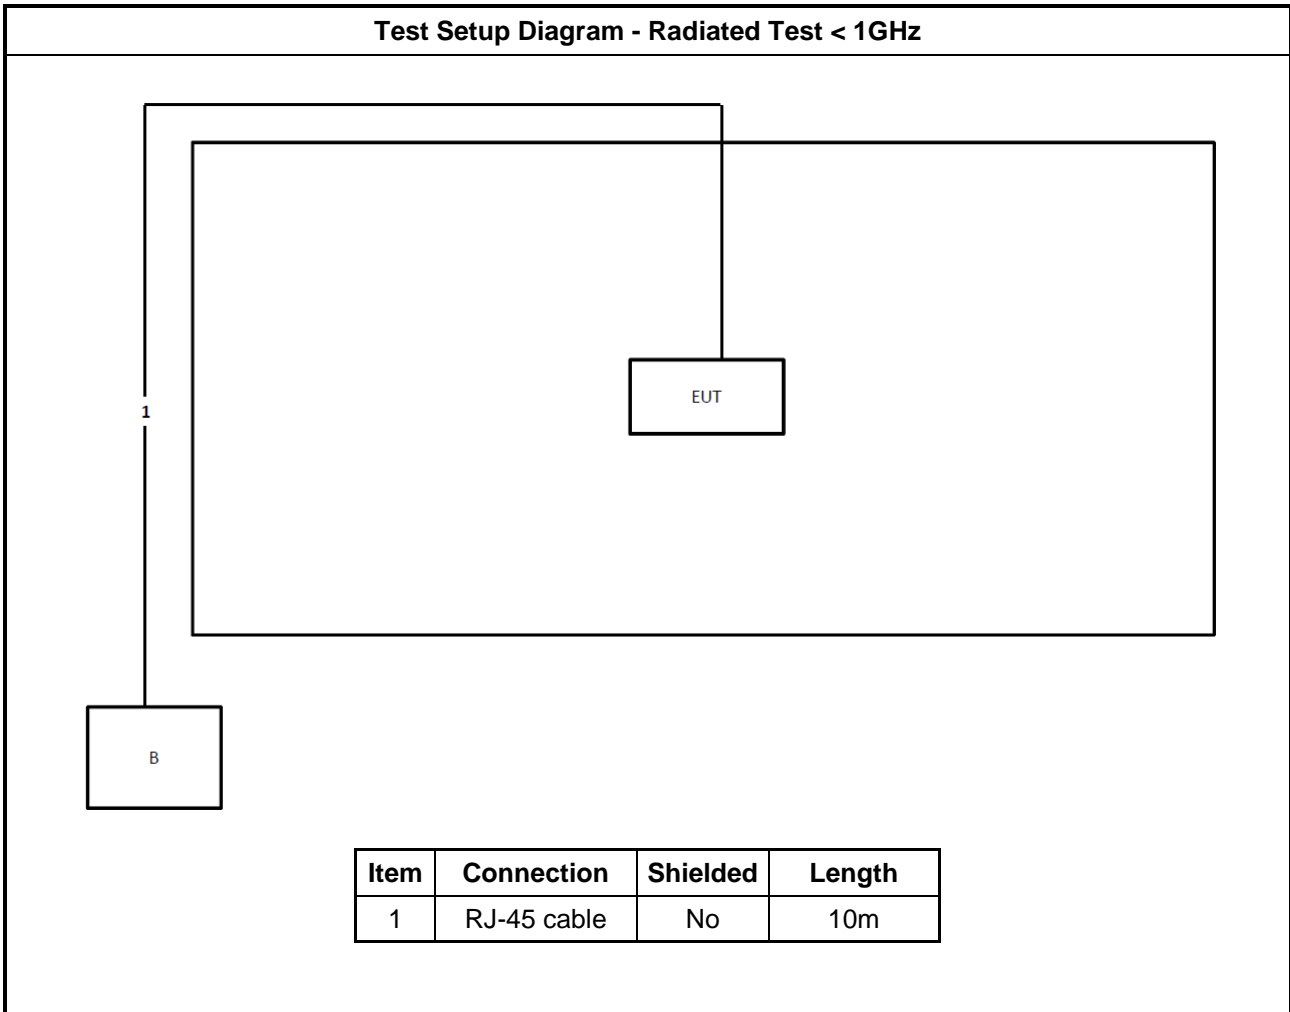 Test Setup Diagram - Radiated Test < 1GHz
EUT
1
B
Item Connection Shielded Length
1 RJ-45 cable No 10m